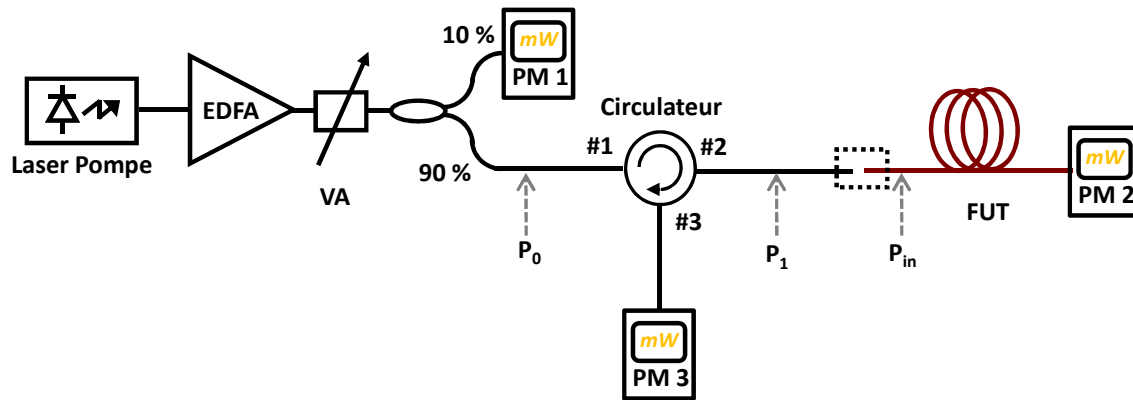 10 %
mW
PM 1
EDFA
Laser Pompe
VA
90 %
Circulateur
#1
#2
#3
P0
P1
Pin
FUT
mW
PM 2
mW
PM 3